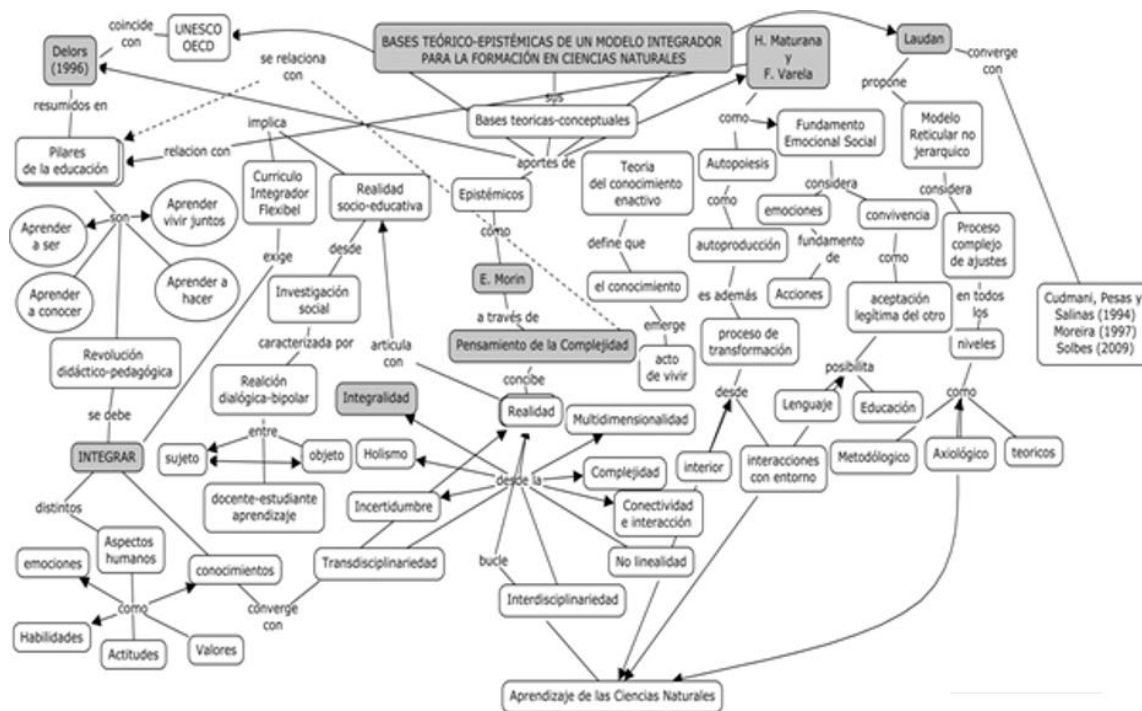 UNESCO
OECD
coincide
con
Delors
(1996)
BASES TEÓRICO-EPISTÉMICAS DE UN MODELO INTEGRADOR
PARA LA FORMACIÓN EN CIENCIAS NATURALES
H. Maturana
y
F. Varela
Laudan
se relaciona
con
converge
con
resumidos en
sus
propone
Bases teoricas-conceptuales
como
Fundamento
Emocional Social
Modelo
Reticular no
jerarquico
implica
Pilares
de la educación
relacion con
aportes de
Teoria
del conocimiento
enactivo
Autopoiesis
considera
considera
Curriculo
Integrador
Flexibel
Realidad
socio-educativa
Epistémicos
emociones
convivencia
Aprender
vivir juntos
son
Aprender
a ser
como
como
define que
autoproducción
fundamento
de
como
Proceso
complejo
de ajustes
exige
desde
Aprender
a conocer
Aprender a
hacer
Investigación
social
E. Morin
el conocimiento
es además
Acciones
aceptación
legítima del otro
en todos
los
Cudmani, Pesas y
Salinas (1994)
Moreira (1997)
Solbes (2009)
a través de
emerge
proceso de
transformación
niveles
caracterizada por
articula
con
Pensamiento de la Complejidad
acto
de vivir
Revolución
didáctico-pedagógica
posibilita
Realción
dialógica-bipolar
concibe
desde
Lenguaje
Educación
como
Integralidad
Realidad
Multidimensionalidad
se debe
entre
INTEGRAR
sujeto
objeto
Holismo
Complejidad
interior
interacciones
con entorno
Metodólogico
Axiológico
teoricos
desde la
docente-estudiante
aprendizaje
Incertidumbre
Conectividad
e interacción
distintos
Aspectos
humanos
emociones
conocimientos
Transdisciplinariedad
bucle
No linealidad
como
converge
con
Interdisciplinariedad
Habilidades
Actitudes
Valores
Aprendizaje de las Ciencias Naturales